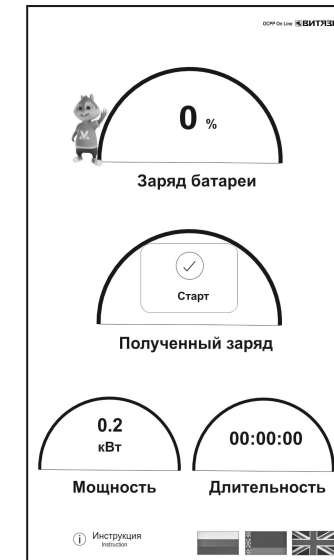 OCPP On Line ВИТЯЗЬ
0 %
Заряд батареи
Старт
Полученный заряд
0.2
кВт
00:00:00
Мощность
Длительность
Инструкция
Instruction